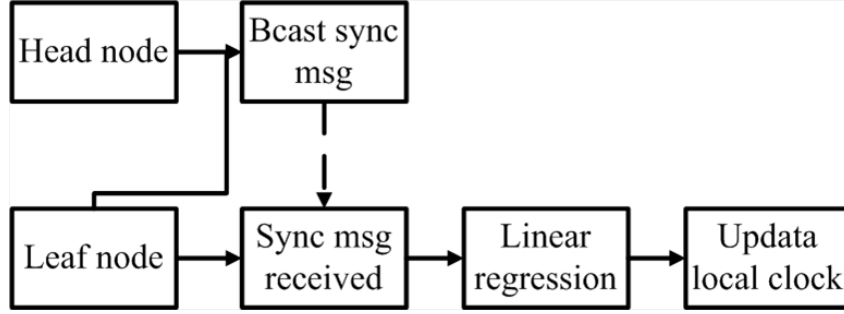 Head node
Bcast sync
msg
Leaf node
Sync msg
received
Linear
regression
Updata
local clock